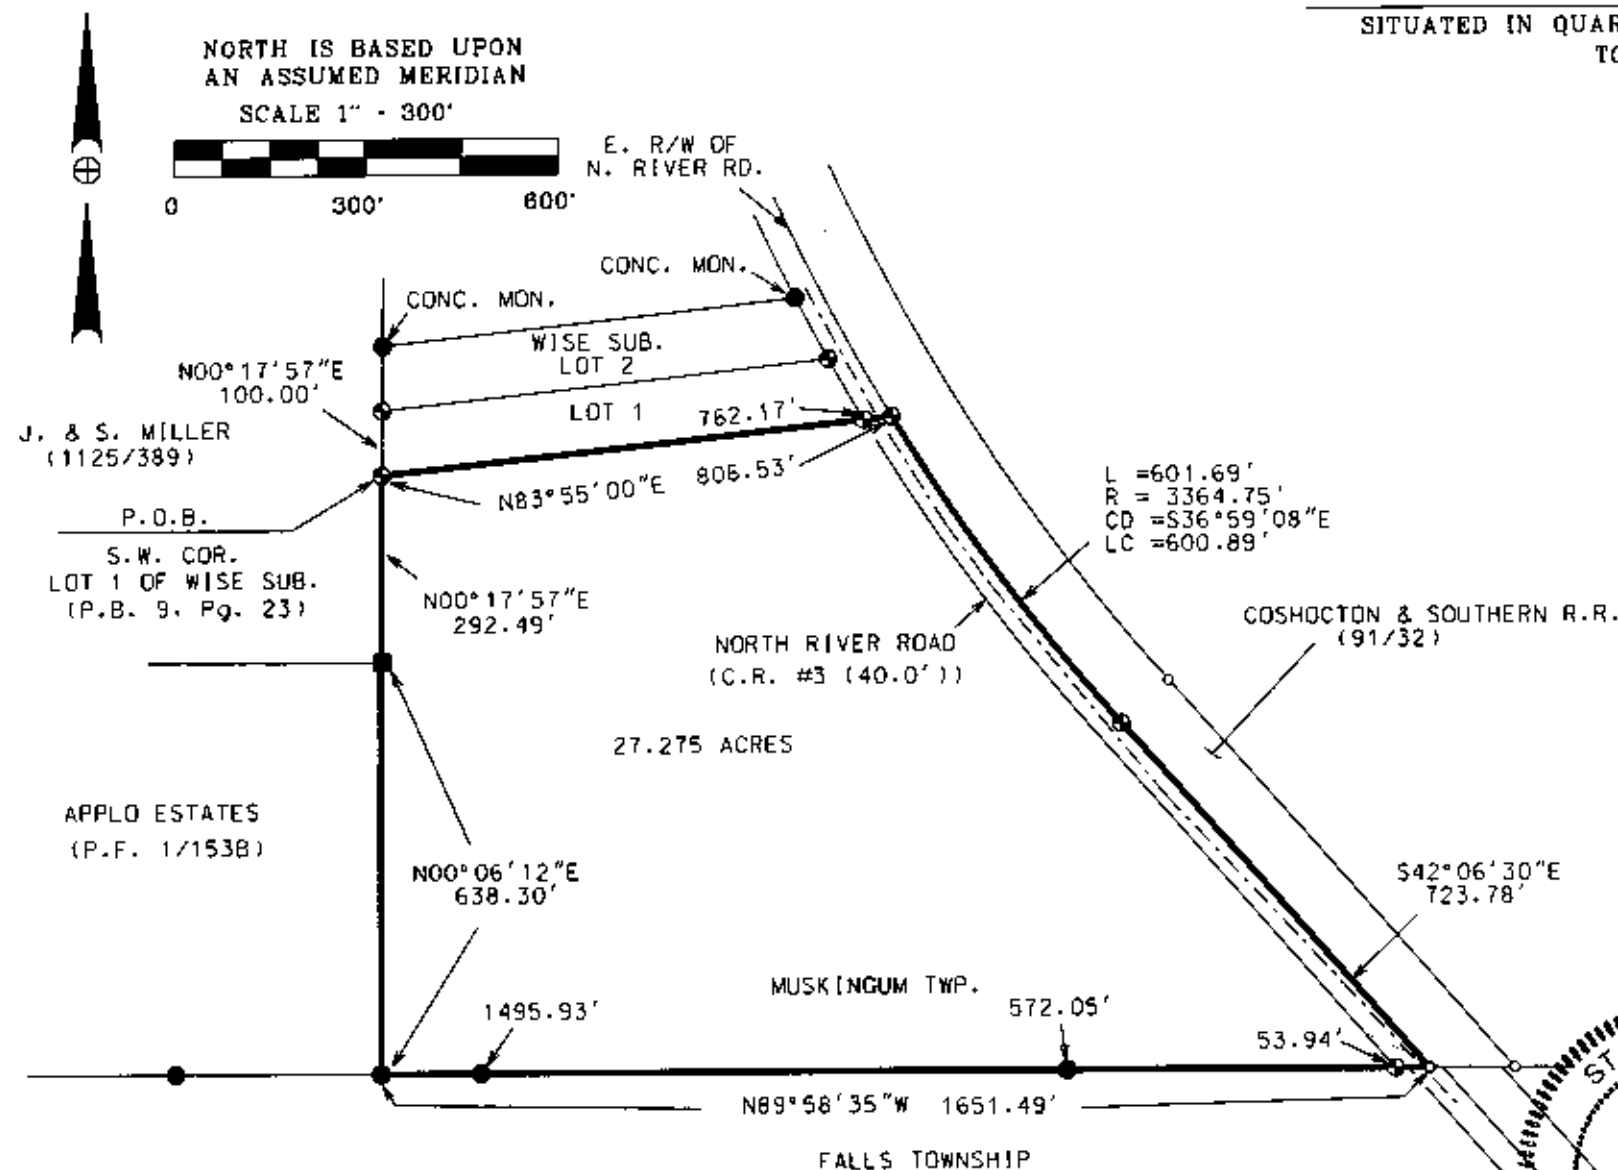 SITUATED IN QUAR
TO
NORTH IS BASED UPON
AN ASSUMED MERIDIAN
SCALE 1" - 300'
0 300' 600'
E. R/W OF
N. RIVER RD.
CONC. MON.
CONC. MON.
WISE SUB.
LOT 2
N00°17'57"E
100.00'
LOT 1
762.17'
J. & S. MILLER
(1125/389)
806.53'
N83°55'00"E
L =601.69'
R = 3364.75'
CD =S36°59'08"E
LC =600.89'
P.O.B.
S.W. COR.
LOT 1 OF WISE SUB.
(P.B. 9, Pg. 23)
N00°17'57"E
292.49'
NORTH RIVER ROAD
(C.R. #3 (40.0'))
COSHOCTON & SOUTHERN R.R.
(91/32)
27.275 ACRES
APPLO ESTATES
(P.F. 1/153B)
N00°06'12"E
638.30'
S42°06'30"E
723.78'
MUSKINGUM TWP.
1495.93'
572.05'
53.94'
N89°58'35"W 1651.49'
FALLS TOWNSHIP
ST